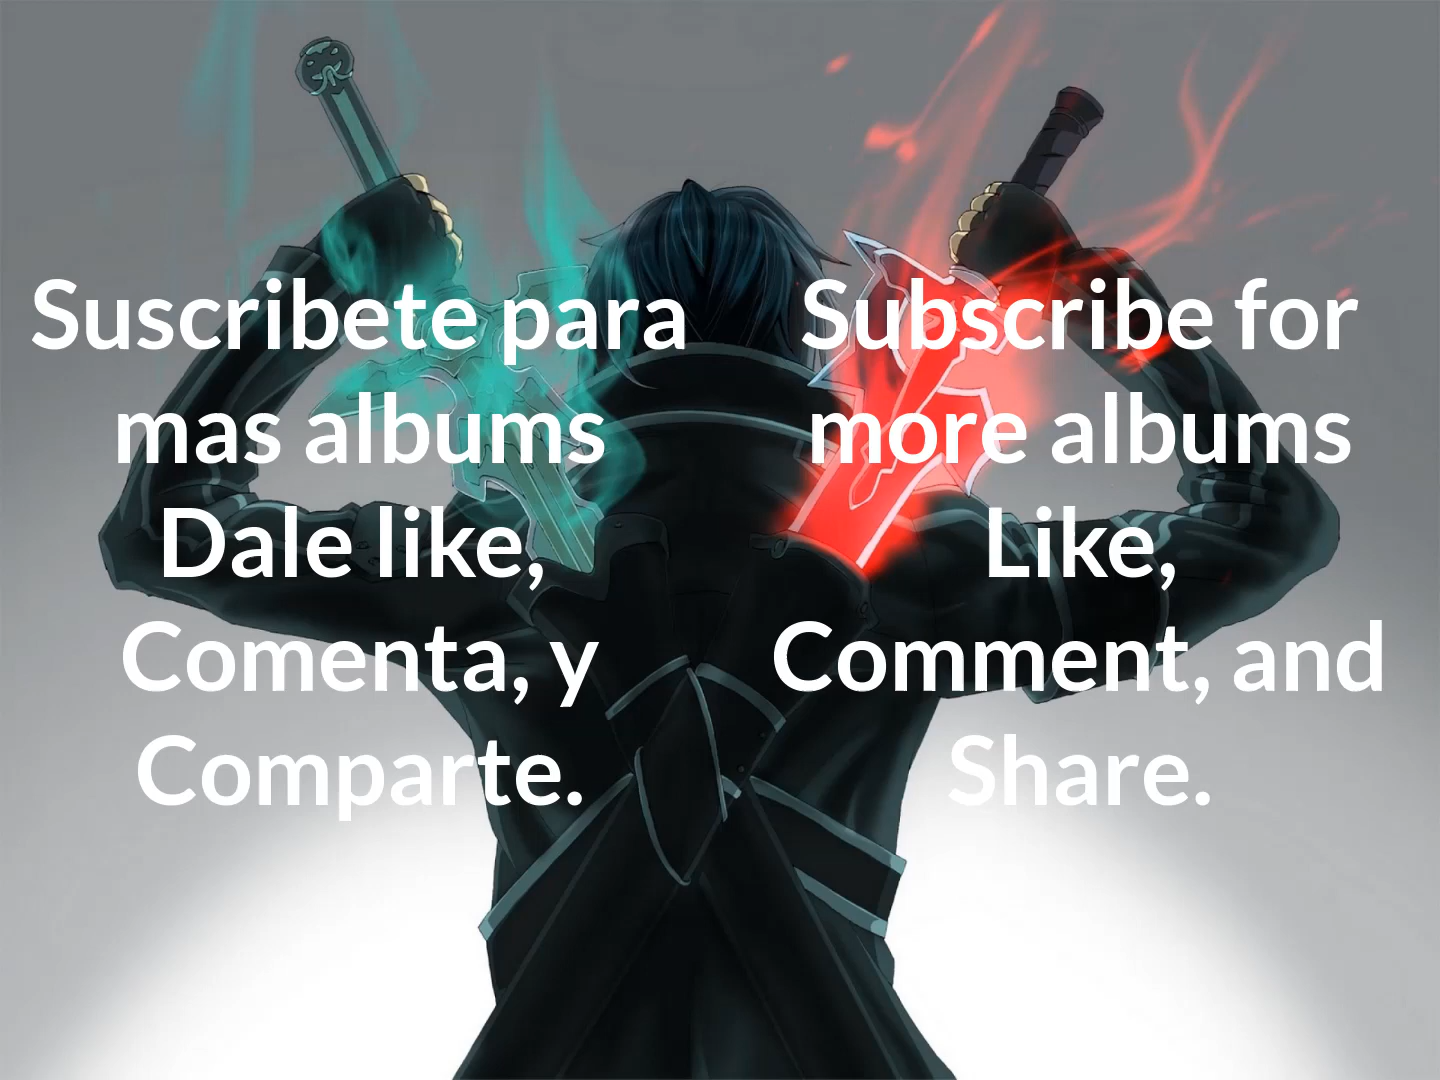 Suscribete para
mas albums
Dale like,
Comenta, y
Comparte.
Subscribe for
more albums
Like,
Comment, and
Share.